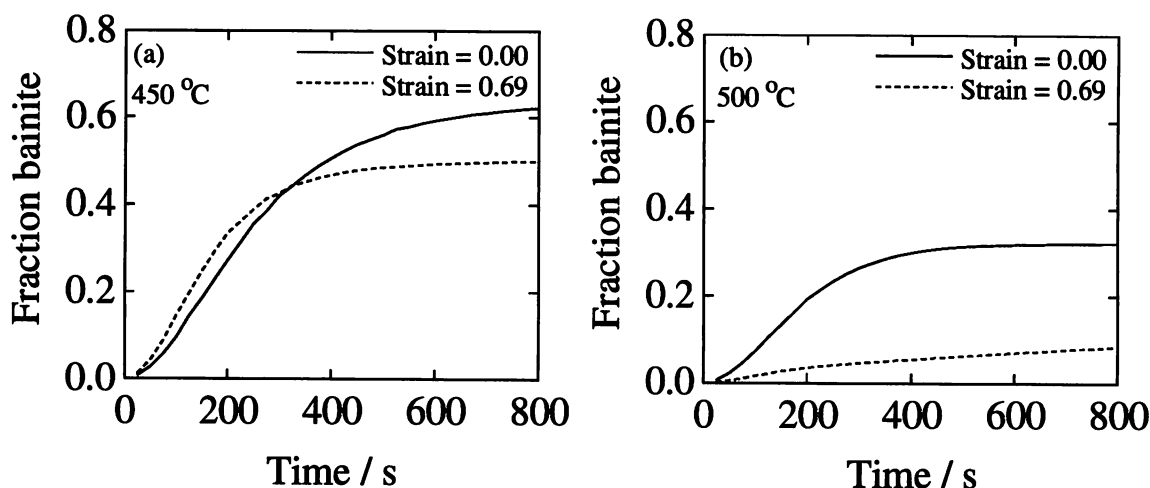 (a)
450 °C
Strain = 0.00
Strain = 0.69
Fraction bainite
0.8
0.6
0.4
0.2
0.0
0 200 400 600 800
Time / s
(b)
500 °C
Strain = 0.00
Strain = 0.69
Fraction bainite
0.8
0.6
0.4
0.2
0.0
0 200 400 600 800
Time / s